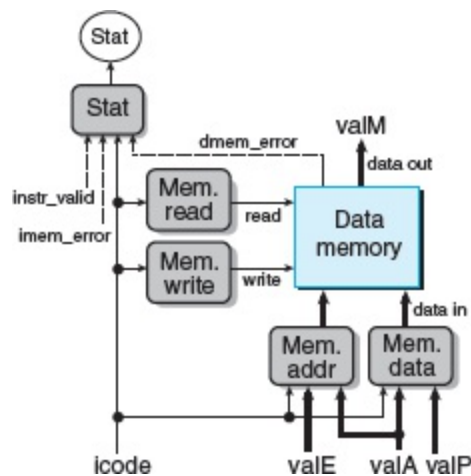 Stat
Stat
dmem_error
valM
data out
instr_valid
imem_error
Mem.
read
read
Data
memory
Mem.
write
write
data in
Mem.
addr
Mem.
data
icode
valE
valA
valP